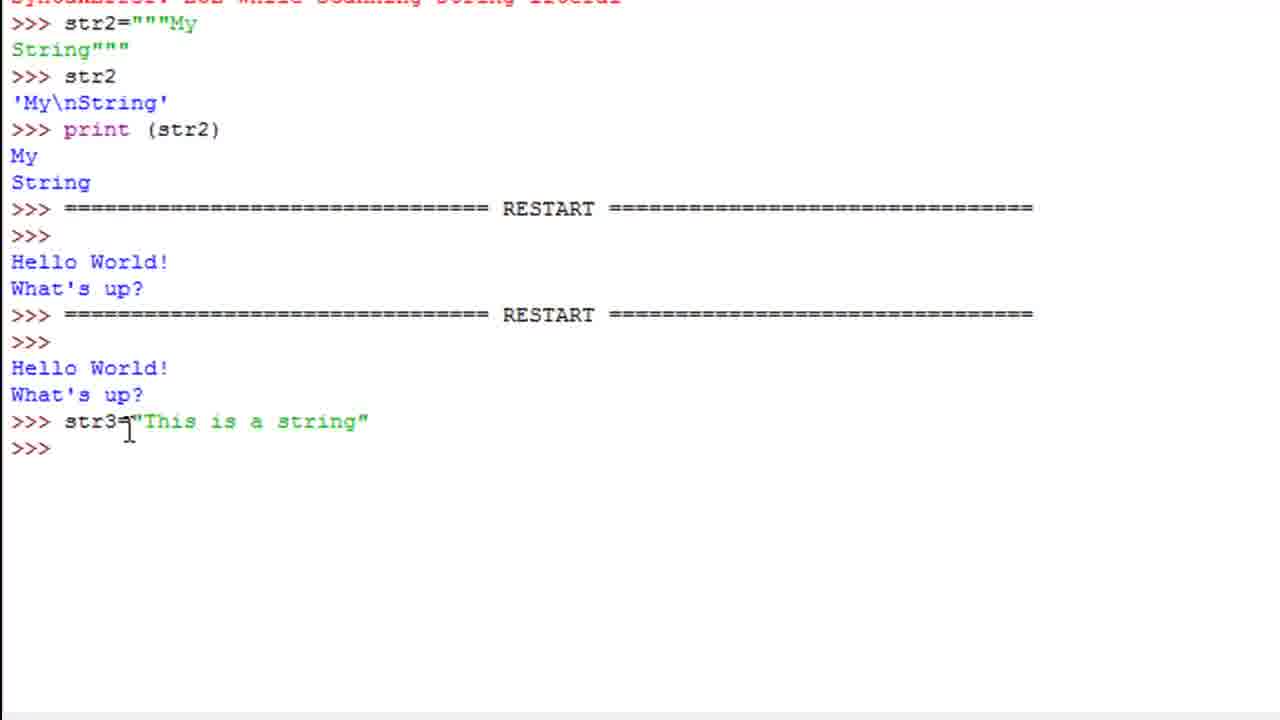 SyntaxError: EOL while scanning string literal
>>> str2="""My
String"""
>>> str2
'My\nString'
>>> print (str2)
My
String
>>> ================================ RESTART ================================
>>>
Hello World!
What's up?
>>> ================================ RESTART ================================
>>>
Hello World!
What's up?
>>> str3="This is a string"
>>>